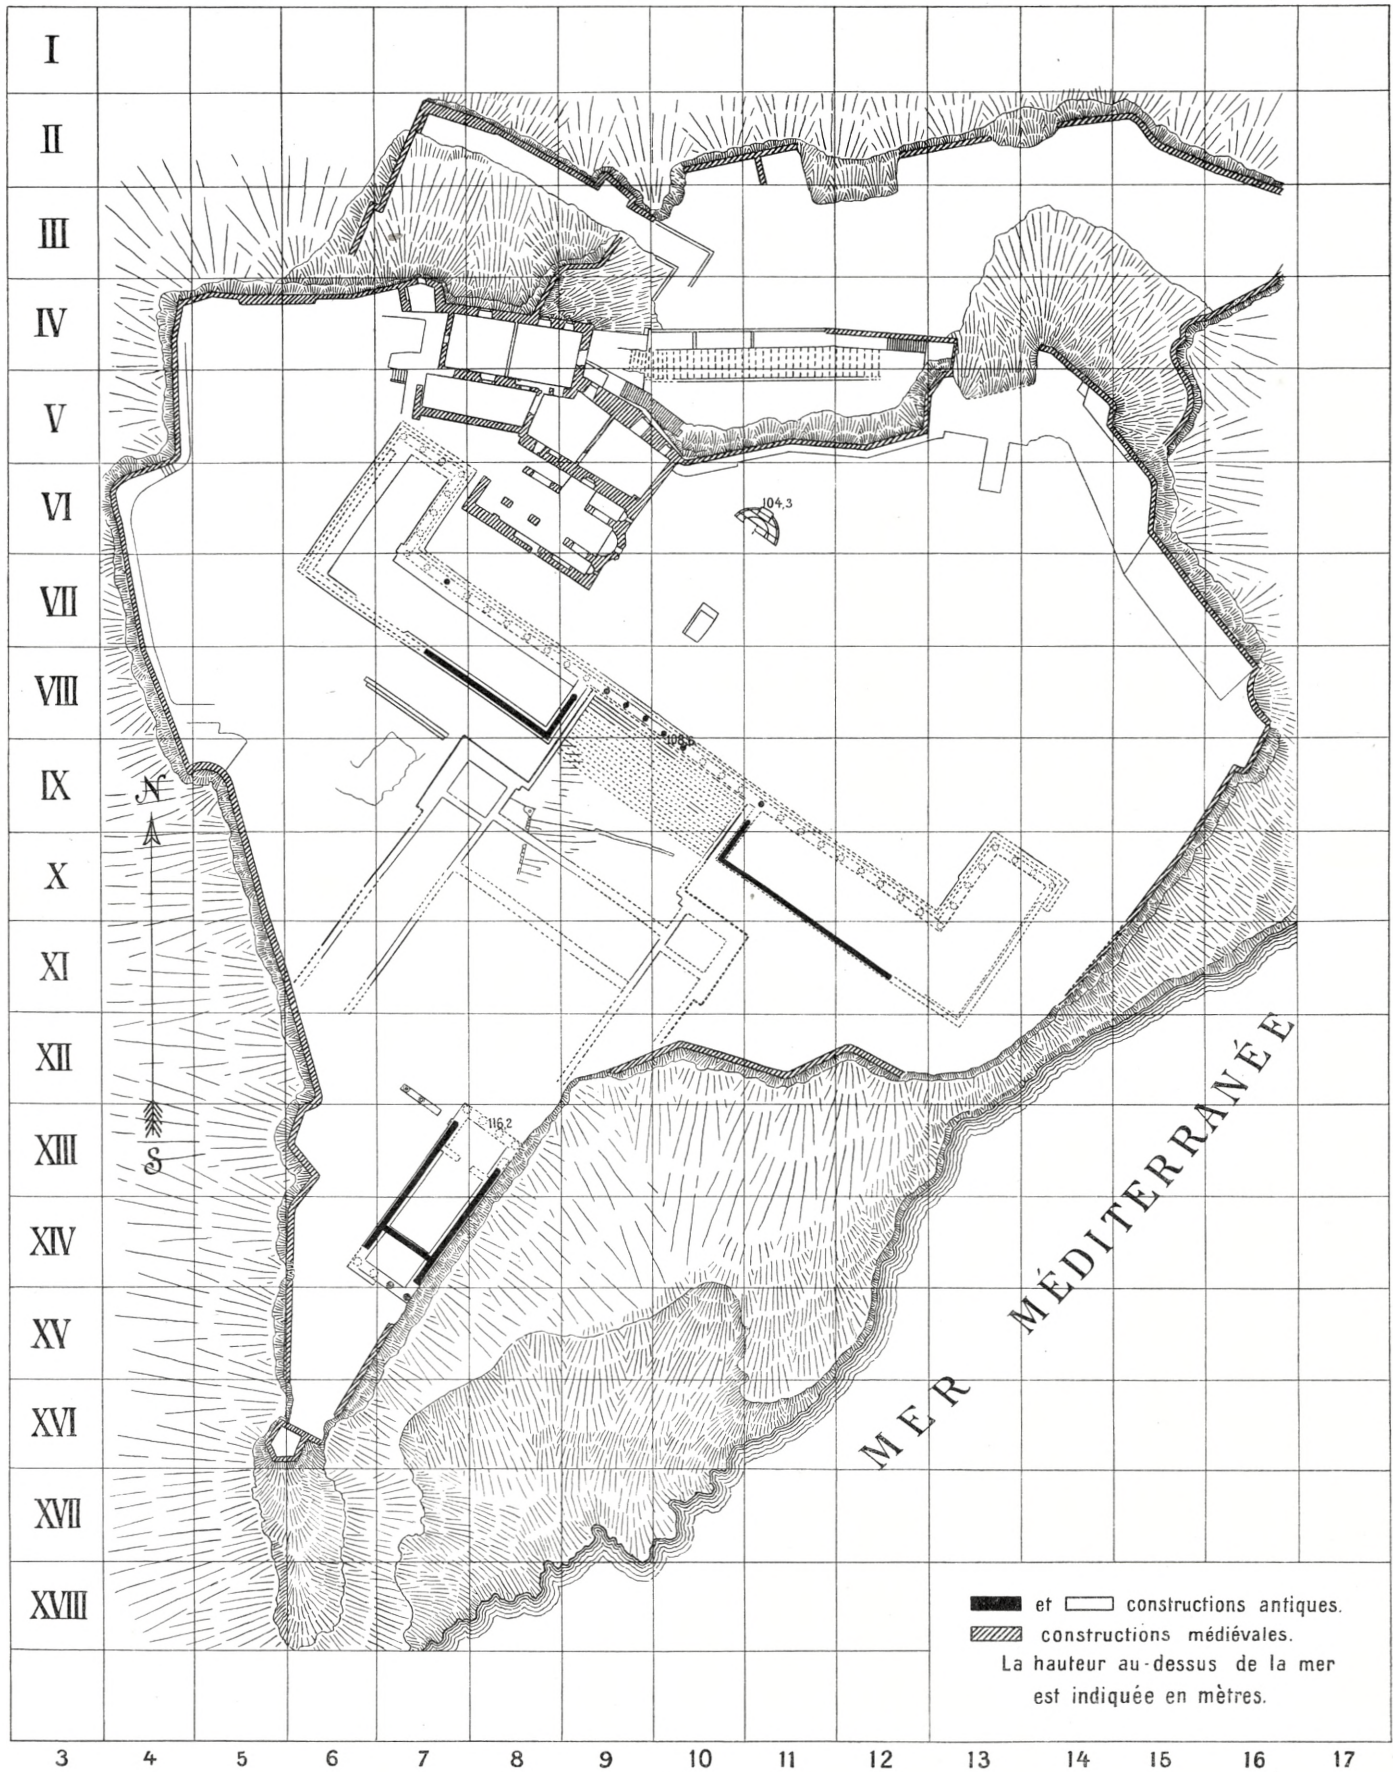 I
II
III
IV
V
VI
104,3
VII
VIII
IX
N
X
XI
XII
XIII
116,2
S
XIV
XV
XVI
XVII
XVIII
MER MÉDITERRANÉE
et constructions antiques.
constructions médiévales.
La hauteur au-dessus de la mer
est indiquée en mètres.
3 4 5 6 7 8 9 10 11 12 13 14 15 16 17